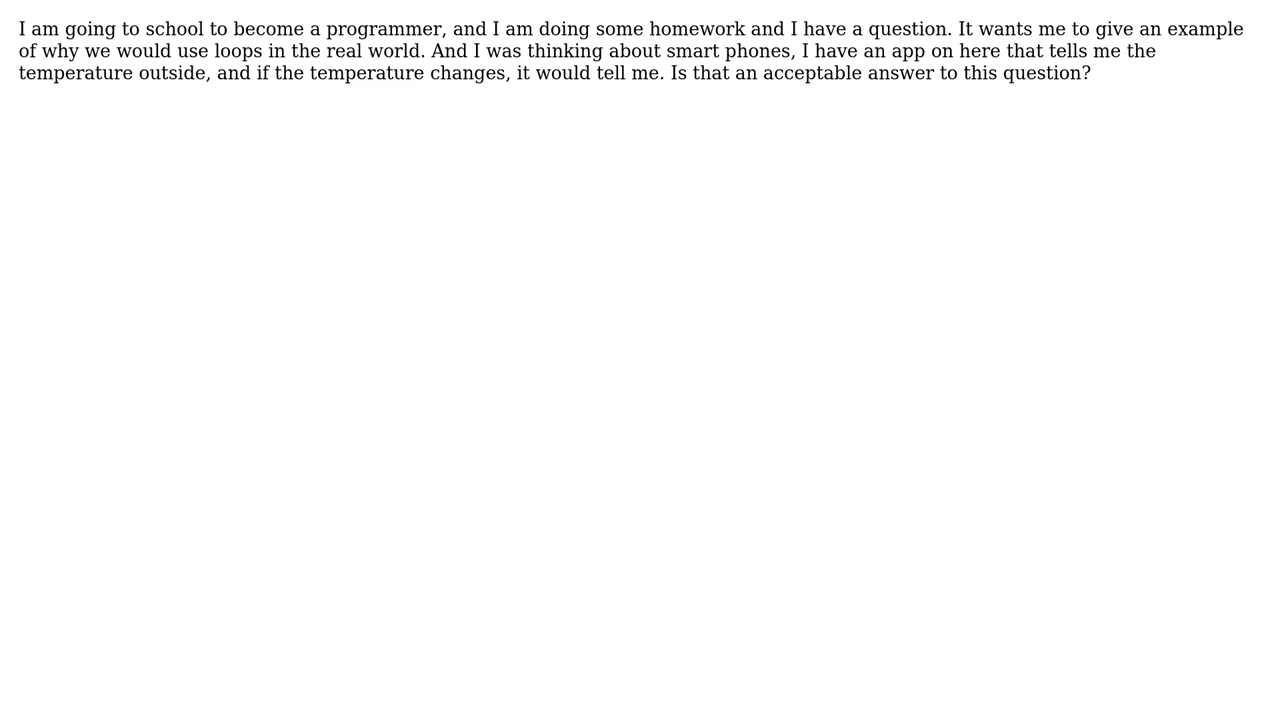 I am going to school to become a programmer, and I am doing some homework and I have a question. It wants me to give an example
of why we would use loops in the real world. And I was thinking about smart phones, I have an app on here that tells me the
temperature outside, and if the temperature changes, it would tell me. Is that an acceptable answer to this question?